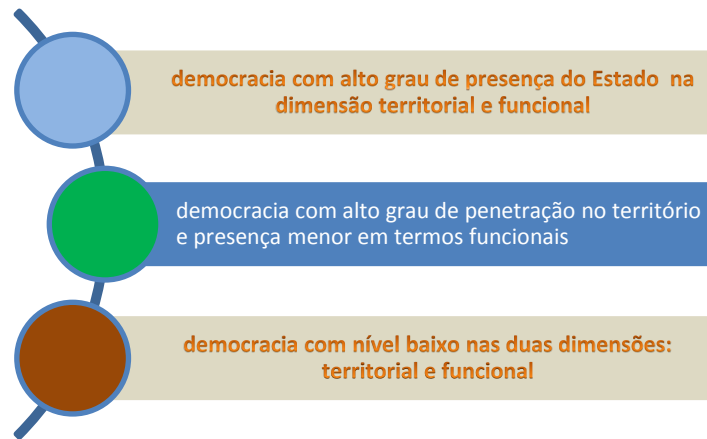 democracia com alto grau de presença do Estado na
dimensão territorial e funcional
democracia com alto grau de penetração no território
e presença menor em termos funcionais
democracia com nível baixo nas duas dimensões:
territorial e funcional